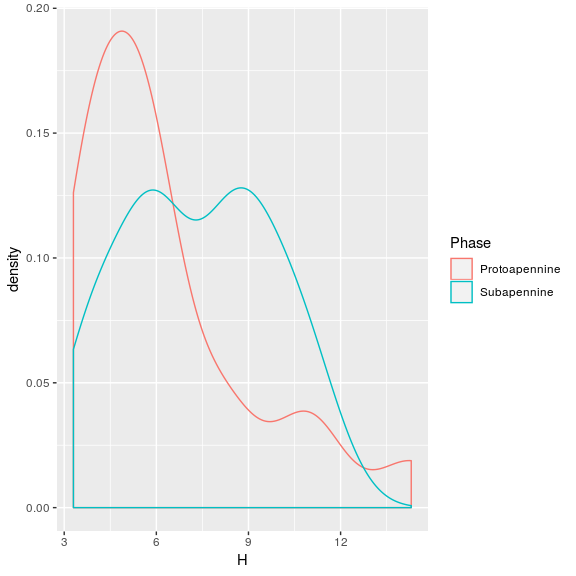 0.20
0.15
0.10
0.05
0.00
density
3 6 9 12
H
Phase
Protoapennine
Subapennine